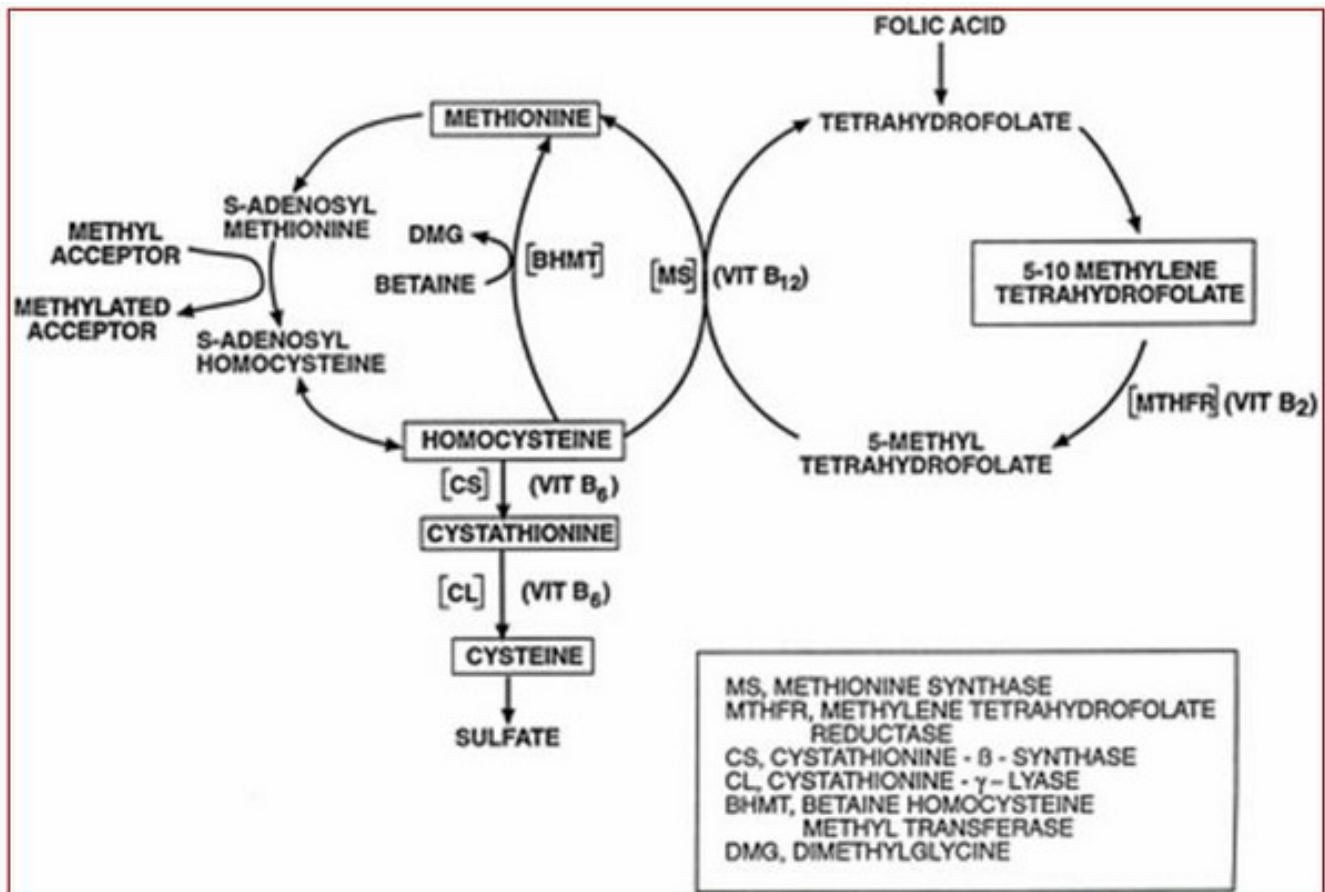 FOLIC ACID
METHIONINE
TETRAHYDROFOLATE
S-ADENOSYL
METHIONINE
METHYL
ACCEPTOR
DMG
[BHMT]
BETAINE
[MS] (VIT B12)
5-10 METHYLENE
TETRAHYDROFOLATE
METHYLATED
ACCEPTOR
S-ADENOSYL
HOMOCYSTEINE
[MTHFR] (VIT B2)
HOMOCYSTEINE
5-METHYL
TETRAHYDROFOLATE
[CS] (VIT B6)
CYSTATHIONINE
[CL] (VIT B6)
CYSTEINE
SULFATE
MS, METHIONINE SYNTHASE
MTHFR, METHYLENE TETRAHYDROFOLATE
REDUCTASE
CS, CYSTATHIONINE - ß - SYNTHASE
CL, CYSTATHIONINE - γ – LYASE
BHMT, BETAINE HOMOCYSTEINE
METHYL TRANSFERASE
DMG, DIMETHYLGLYCINE